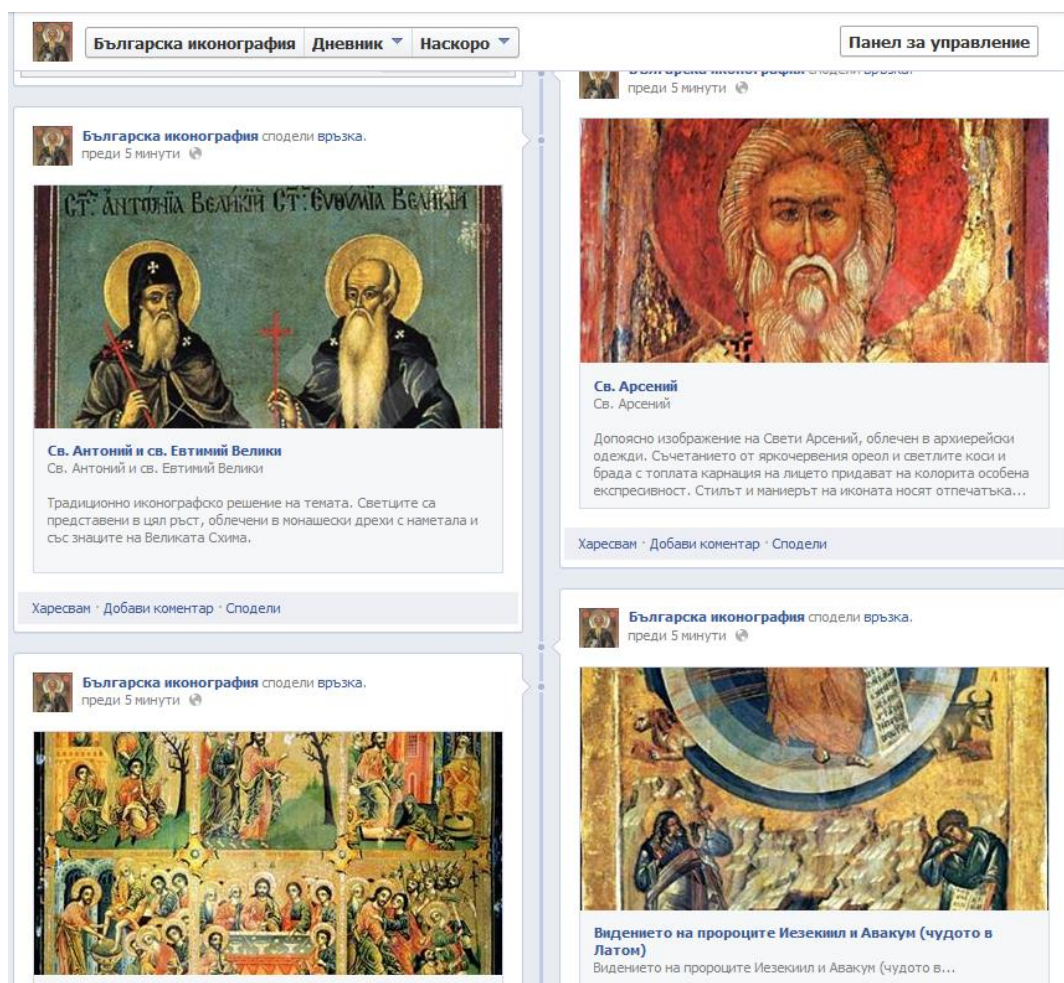 Българска иконография Дневник Наскоро Панел за управление
Българска иконография сподели връзка.
преди 5 минути
СТ: АНТѠНІА ВЕЛИКІЙ СТ: ЕVѲVМІА ВЕЛИКІЙ
Св. Антоний и св. Евтимий Велики
Св. Антоний и св. Евтимий Велики
Традиционно иконографско решение на темата. Светците са
представени в цял ръст, облечени в монашески дрехи с наметала и
със знаците на Великата Схима.
Харесвам · Добави коментар · Сподели
Българска иконография сподели връзка.
преди 5 минути
Българска иконография сподели връзка.
преди 5 минути
Св. Арсений
Св. Арсений
Допоясно изображение на Свети Арсений, облечен в архиерейски
одежди. Съчетанието от яркочервения ореол и светлите коси и
брада с топлата карнация на лицето придават на колорита особена
експресивност. Стилът и маниерът на иконата носят отпечатъка...
Харесвам · Добави коментар · Сподели
Българска иконография сподели връзка.
преди 5 минути
Видението на пророците Иезекиил и Авакум (чудото в
Латом)
Видението на пророците Иезекиил и Авакум (чудото в...